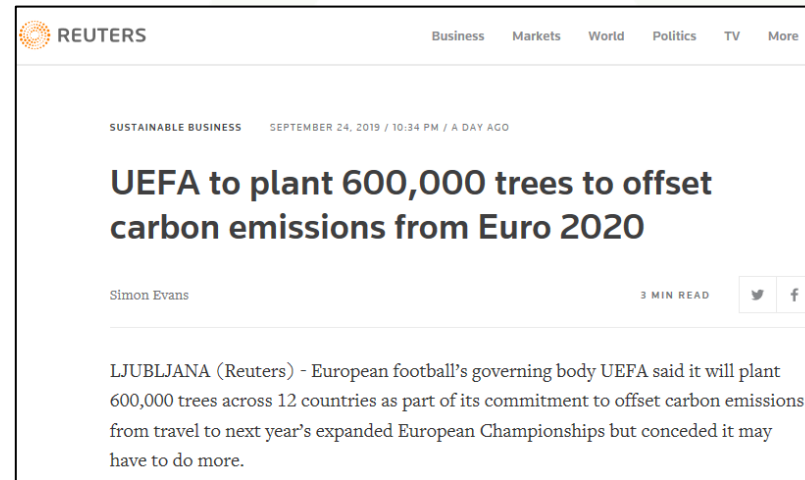 REUTERS
Business Markets World Politics TV More
SUSTAINABLE BUSINESS SEPTEMBER 24, 2019 / 10:34 PM / A DAY AGO
UEFA to plant 600,000 trees to offset
carbon emissions from Euro 2020
Simon Evans
3 MIN READ
LJUBLJANA (Reuters) - European football’s governing body UEFA said it will plant
600,000 trees across 12 countries as part of its commitment to offset carbon emissions
from travel to next year’s expanded European Championships but conceded it may
have to do more.